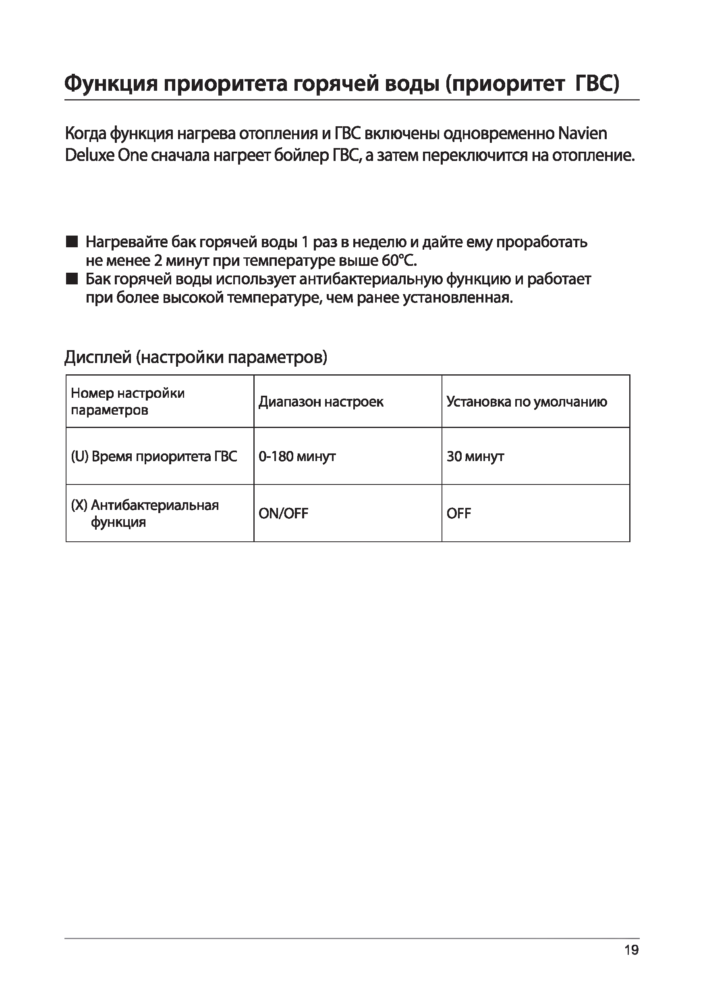 Функция приоритета горячей воды (приоритет ГВС)
Когда функция нагрева отопления и ГВС включены одновременно Navien
Deluxe One сначала нагреет бойлер ГВС, а затем переключится на отопление.
■ Нагревайте бак горячей воды 1 раз в неделю и дайте ему проработать
не менее 2 минут при температуре выше 60°C.
■ Бак горячей воды использует антибактериальную функцию и работает
при более высокой температуре, чем ранее установленная.
Дисплей (настройки параметров)
Номер настройки
параметров
Диапазон настроек
Установка по умолчанию
(U) Время приоритета ГВС
0-180 минут
30 минут
(X) Антибактериальная
функция
ON/OFF
OFF
19